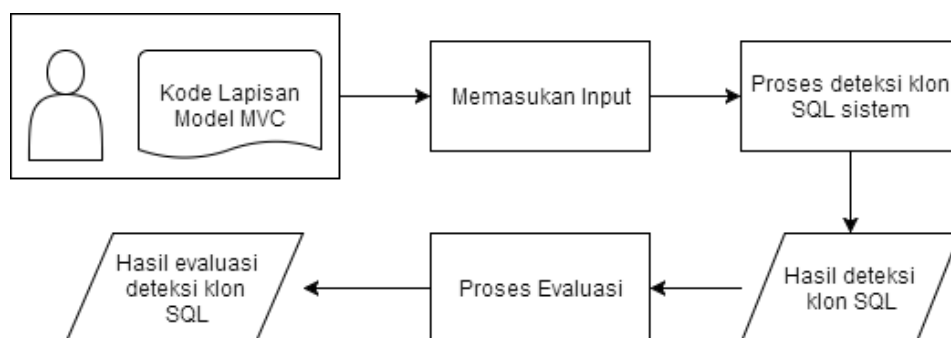 Kode Lapisan
Model MVC
Memasukan Input
Proses deteksi klon
SQL sistem
Hasil deteksi
klon SQL
Proses Evaluasi
Hasil evaluasi
deteksi klon
SQL